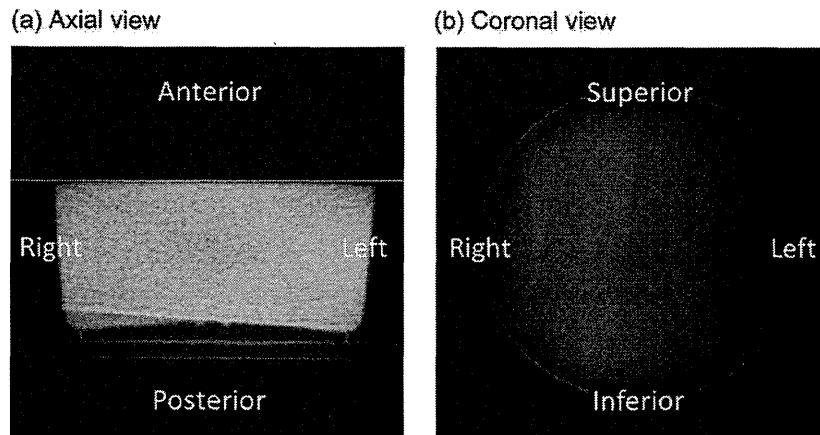 (a) Axial view
(b) Coronal view
Anterior
Right
Left
Posterior
Superior
Right
Left
Inferior